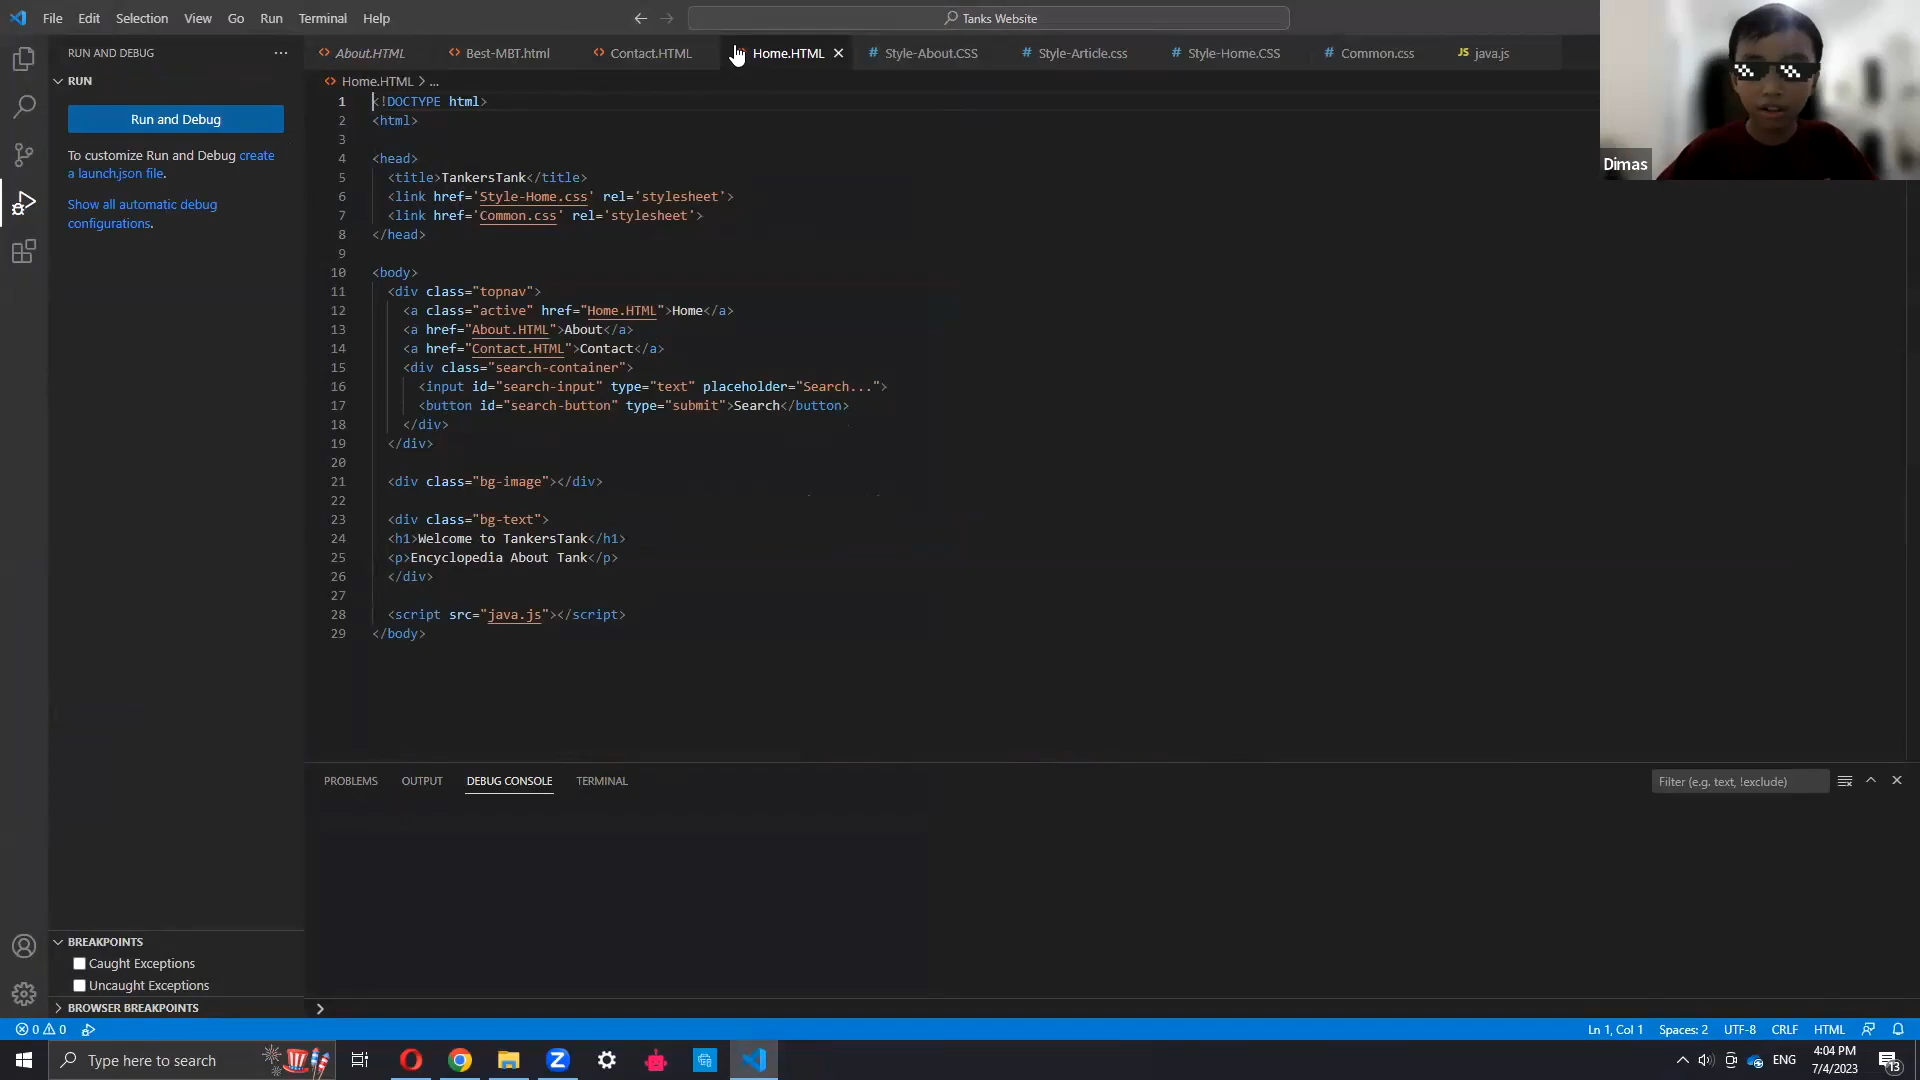 File Edit Selection View Go Run Terminal Help
Tanks Website
RUN AND DEBUG
About.HTML Best-MBT.html Contact.HTML Home.HTML Style-About.CSS Style-Article.css Style-Home.CSS Common.css JS java.js
RUN
Run and Debug
To customize Run and Debug create
a launch.json file.
Show all automatic debug
configurations.
Home.HTML > ...
1 <!DOCTYPE html>
2 <html>
3
4 <head>
5 <title>TankersTank</title>
6 <link href='Style-Home.css' rel='stylesheet'>
7 <link href='Common.css' rel='stylesheet'>
8 </head>
9
10 <body>
11 <div class="topnav">
12 <a class="active" href="Home.HTML">Home</a>
13 <a href="About.HTML">About</a>
14 <a href="Contact.HTML">Contact</a>
15 <div class="search-container">
16 <input id="search-input" type="text" placeholder="Search...">
17 <button id="search-button" type="submit">Search</button>
18 </div>
19 </div>
20
21 <div class="bg-image"></div>
22
23 <div class="bg-text">
24 <h1>Welcome to TankersTank</h1>
25 <p>Encyclopedia About Tank</p>
26 </div>
27
28 <script src="java.js"></script>
29 </body>
Dimas
PROBLEMS OUTPUT DEBUG CONSOLE TERMINAL
Filter (e.g. text, !exclude)
BREAKPOINTS
Caught Exceptions
Uncaught Exceptions
BROWSER BREAKPOINTS
0 0
Ln 1, Col 1 Spaces: 2 UTF-8 CRLF HTML
Type here to search
ENG
4:04 PM
7/4/2023
13